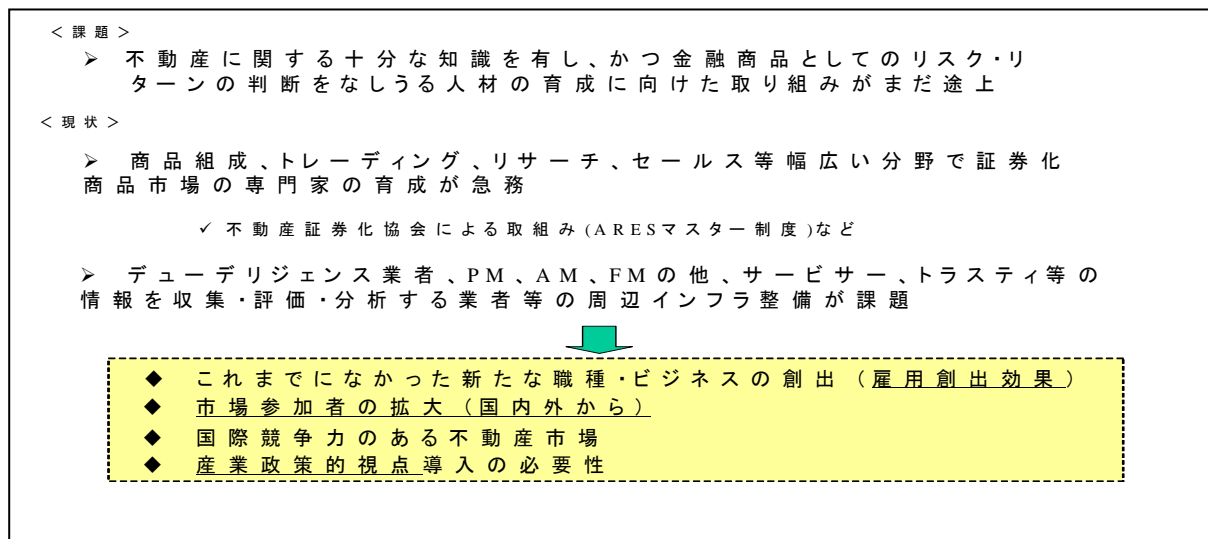 ＜課題＞
➢ 不動産に関する十分な知識を有し、かつ金融商品としてのリスク・リ
ターンの判断をなしうる人材の育成に向けた取り組みがまだ途上
＜現状＞
➢ 商品組成、トレーディング、リサーチ、セールス等幅広い分野で証券化
商品市場の専門家の育成が急務
✓ 不動産証券化協会による取組み(ARESマスター制度)など
➢ デューデリジェンス業者、PM、AM、FMの他、サービサー、トラスティ等の
情報を収集・評価・分析する業者等の周辺インフラ整備が課題
◆ これまでになかった新たな職種・ビジネスの創出（雇用創出効果）
◆ 市場参加者の拡大（国内外から）
◆ 国際競争力のある不動産市場
◆ 産業政策的視点導入の必要性